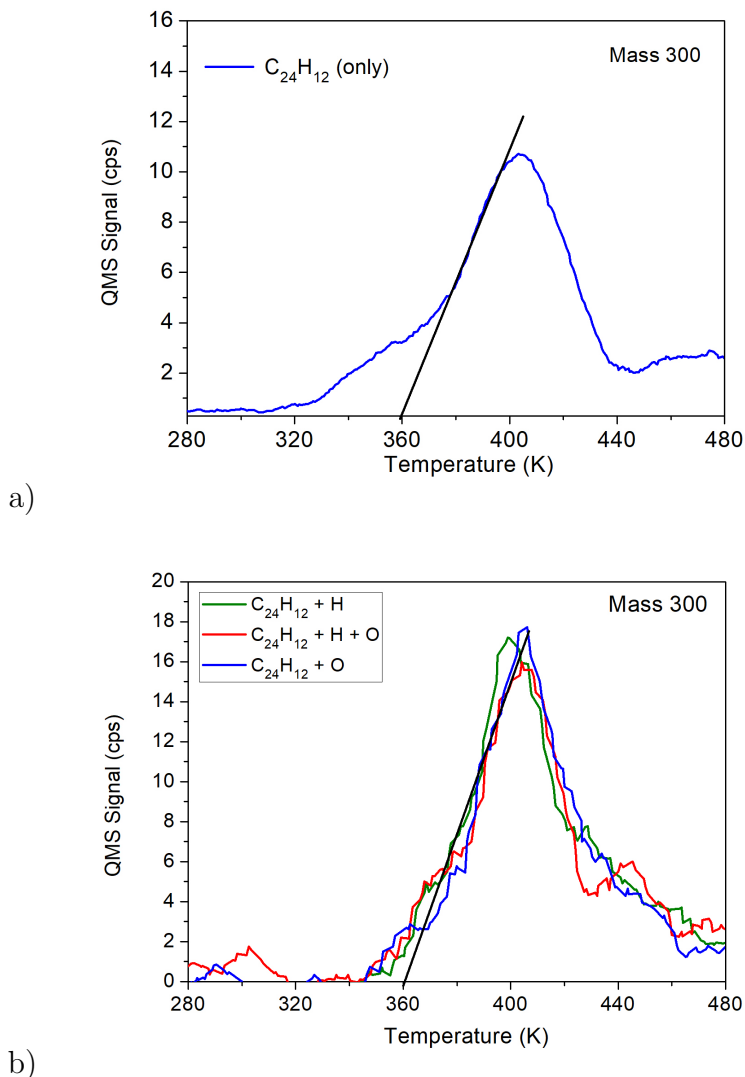 16
14
12
10
8
6
4
2
QMS Signal (cps)
C₂₄H₁₂ (only)
Mass 300
280 320 360 400 440 480
Temperature (K)
a)
20
18
16
14
12
10
8
6
4
2
0
QMS Signal (cps)
C₂₄H₁₂ + H
C₂₄H₁₂ + H + O
C₂₄H₁₂ + O
Mass 300
280 320 360 400 440 480
Temperature (K)
b)